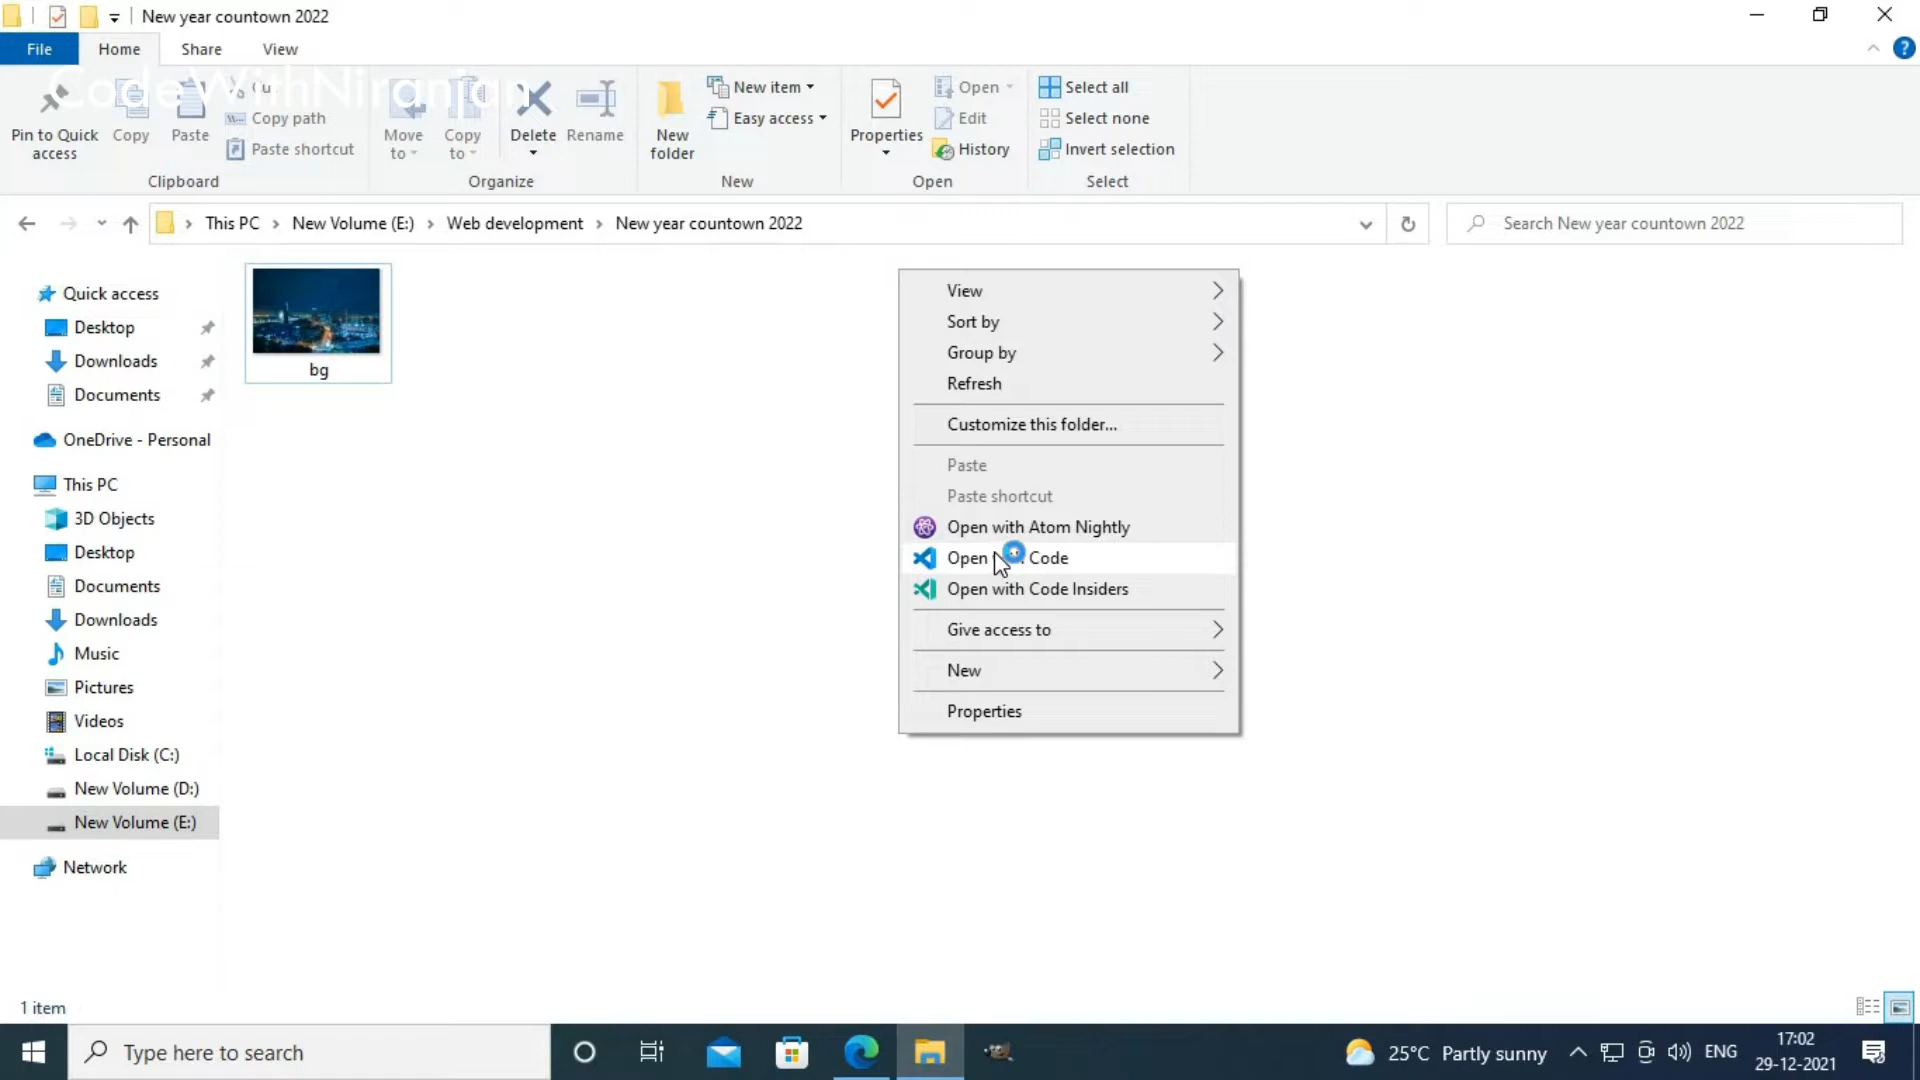 New year countown 2022
File Home Share View
CodeWithNiranjan
Pin to Quick access
Copy
Paste
Cu
Copy path
Paste shortcut
Clipboard
Move to
Copy to
Delete
Rename
Organize
New folder
New item
Easy access
New
Properties
Open
Edit
History
Open
Select all
Select none
Invert selection
Select
This PC > New Volume (E:) > Web development > New year countown 2022
Search New year countown 2022
Quick access
Desktop
Downloads
Documents
OneDrive - Personal
This PC
3D Objects
Desktop
Documents
Downloads
Music
Pictures
Videos
Local Disk (C:)
New Volume (D:)
New Volume (E:)
Network
bg
View
Sort by
Group by
Refresh
Customize this folder...
Paste
Paste shortcut
Open with Atom Nightly
Open Code
Open with Code Insiders
Give access to
New
Properties
1 item
Type here to search
25°C Partly sunny
ENG
17:02
29-12-2021